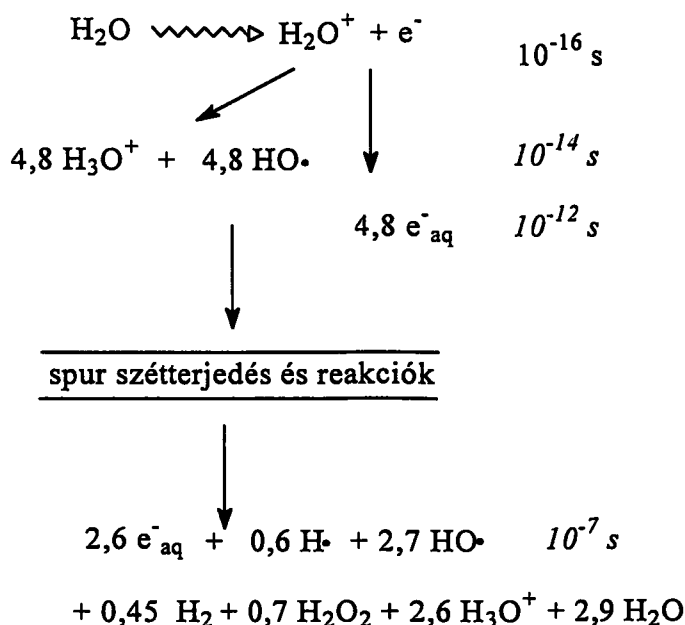 H₂O H₂O⁺ + e⁻ 10⁻¹⁶ s
4,8 H₃O⁺ + 4,8 HO• 10⁻¹⁴ s
4,8 e⁻aq 10⁻¹² s
spur szétterjedés és reakciók
2,6 e⁻aq + 0,6 H• + 2,7 HO• 10⁻⁷ s
+ 0,45 H₂ + 0,7 H₂O₂ + 2,6 H₃O⁺ + 2,9 H₂O